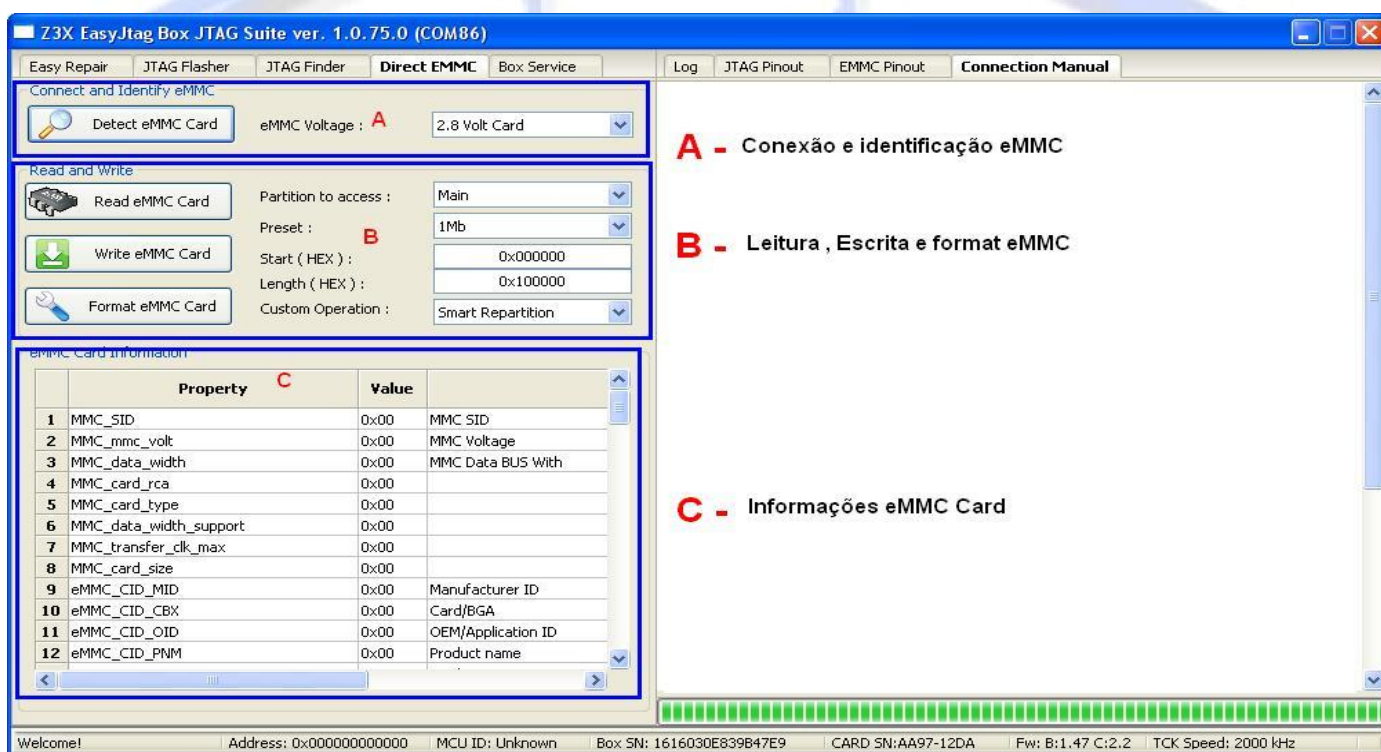 Z3X EasyJtag Box JTAG Suite ver. 1.0.75.0 (COM86)
Easy Repair JTAG Flasher JTAG Finder Direct EMMC Box Service
Log JTAG Pinout EMMC Pinout Connection Manual
Connect and Identify eMMC
Detect eMMC Card eMMC Voltage : A 2.8 Volt Card
Read and Write
Read eMMC Card Partition to access : Main
Preset : 1Mb
B
Write eMMC Card Start ( HEX ) : 0x000000
Length ( HEX ) : 0x100000
Format eMMC Card Custom Operation : Smart Repartition
eMMC Card Information
Property C Value
1 MMC_SID 0x00 MMC SID
2 MMC_mmc_volt 0x00 MMC Voltage
3 MMC_data_width 0x00 MMC Data BUS With
4 MMC_card_rca 0x00
5 MMC_card_type 0x00
6 MMC_data_width_support 0x00
7 MMC_transfer_clk_max 0x00
8 MMC_card_size 0x00
9 eMMC_CID_MID 0x00 Manufacturer ID
10 eMMC_CID_CBX 0x00 Card/BGA
11 eMMC_CID_OID 0x00 OEM/Application ID
12 eMMC_CID_PNM 0x00 Product name
A - Conexão e identificação eMMC
B - Leitura , Escrita e format eMMC
C - Informações eMMC Card
Welcome! Address: 0x000000000000 MCU ID: Unknown Box SN: 1616030E839B47E9 CARD SN:AA97-12DA Fw: B:1.47 C:2.2 TCK Speed: 2000 kHz